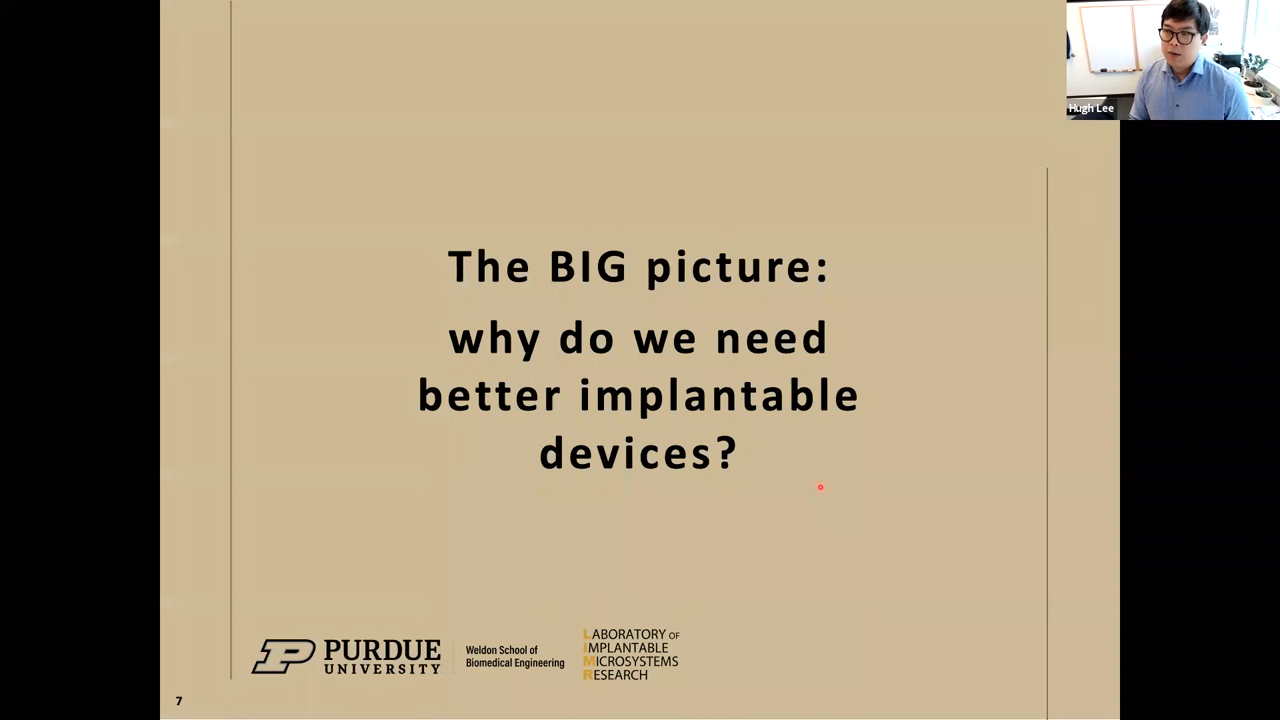 Hugh Lee
The BIG picture:
why do we need
better implantable
devices?
PURDUE
UNIVERSITY
Weldon School of
Biomedical Engineering
LABORATORY OF
IMPLANTABLE
MICROSYSTEMS
RESEARCH
7